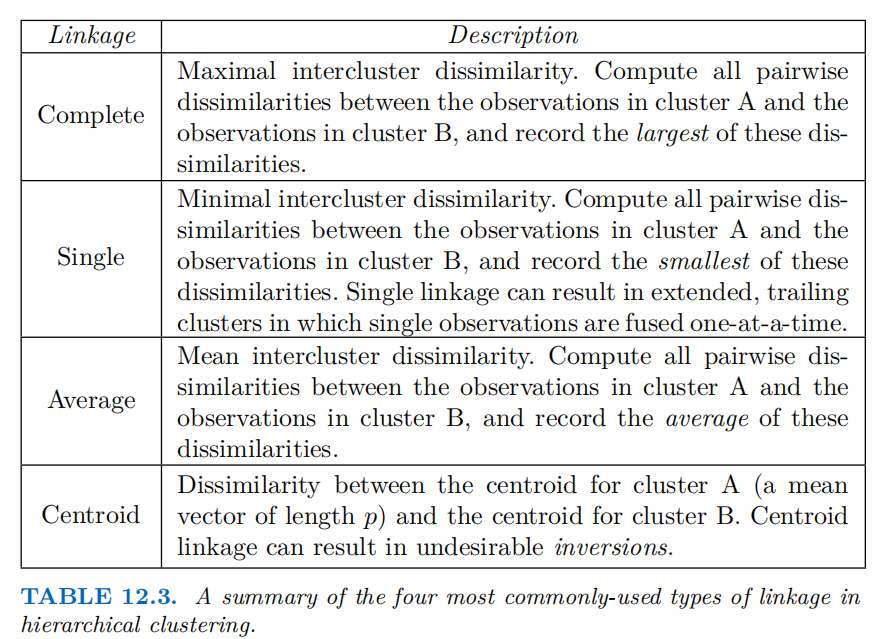 Linkage Description
Maximal intercluster dissimilarity. Compute all pairwise
dissimilarities between the observations in cluster A and the
Complete
observations in cluster B, and record the largest of these dis-
similarities.
Minimal intercluster dissimilarity. Compute all pairwise dis-
similarities between the observations in cluster A and the
Single
observations in cluster B, and record the smallest of these
dissimilarities. Single linkage can result in extended, trailing
clusters in which single observations are fused one-at-a-time.
Mean intercluster dissimilarity. Compute all pairwise dis-
similarities between the observations in cluster A and the
Average
observations in cluster B, and record the average of these
dissimilarities.
Dissimilarity between the centroid for cluster A (a mean
Centroid
vector of length p) and the centroid for cluster B. Centroid
linkage can result in undesirable inversions.
TABLE 12.3. A summary of the four most commonly-used types of linkage in
hierarchical clustering.